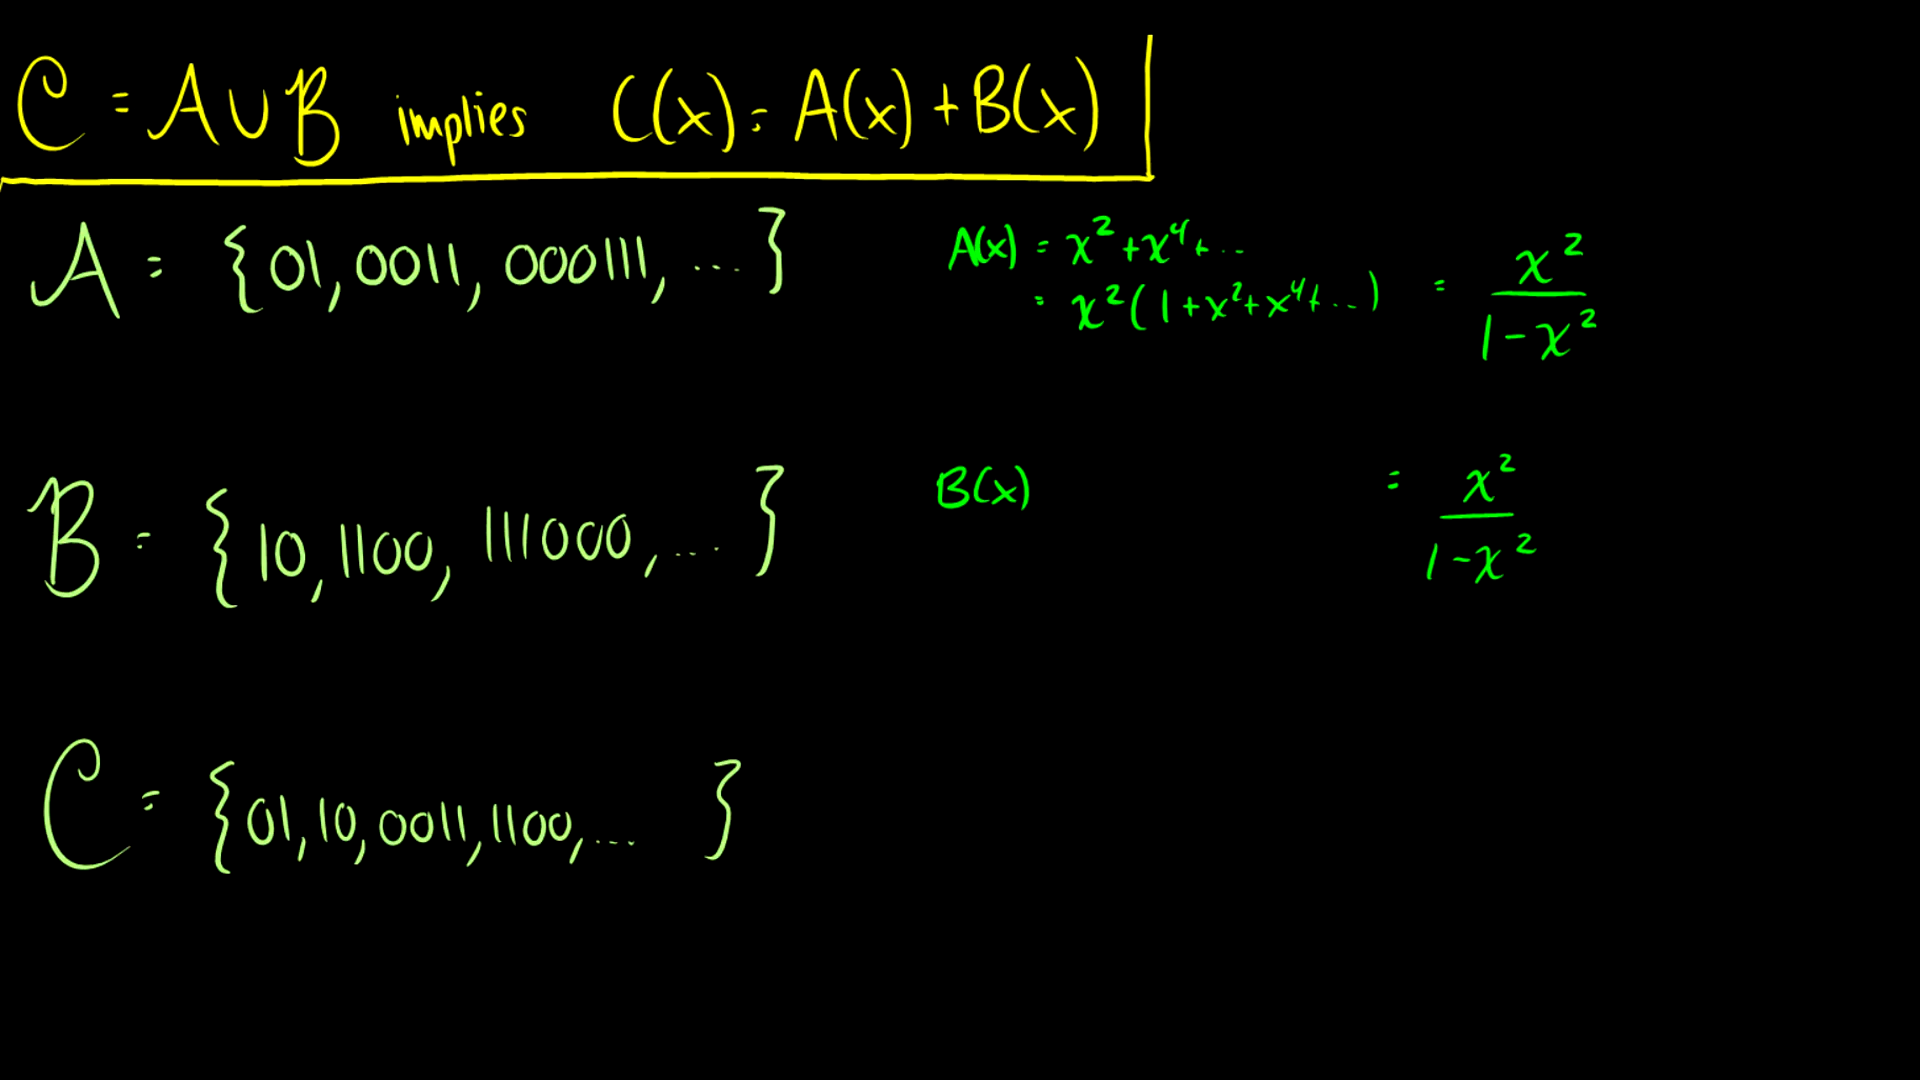 C = A∪B implies C(x) = A(x) + B(x)
A = {01, 0011, 000111, ...}
A(x) = x² + x⁴ + ...
= x²(1 + x² + x⁴ + ...) = x²/(1-x²)
B = {10, 1100, 111000, ...}
B(x) = x²/(1-x²)
C = {01, 10, 0011, 1100, ... }